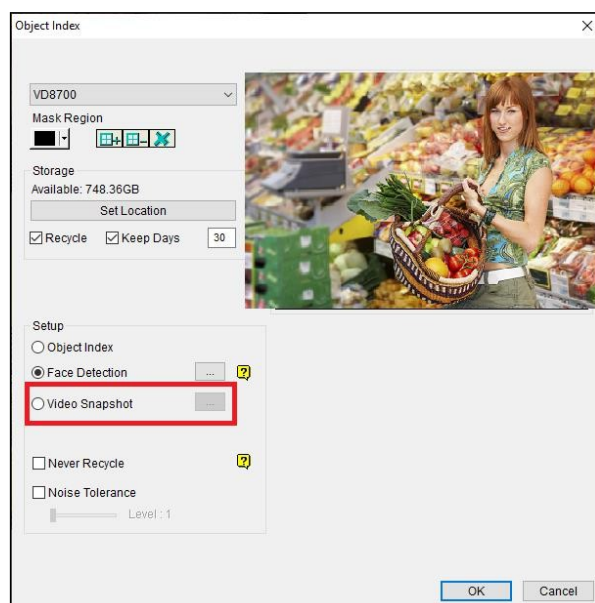 Object Index
VD8700
Mask Region
Storage
Available: 748.36GB
Set Location
Recycle Keep Days 30
Setup
Object Index
Face Detection ...
Video Snapshot ...
Never Recycle
Noise Tolerance
Level : 1
OK Cancel